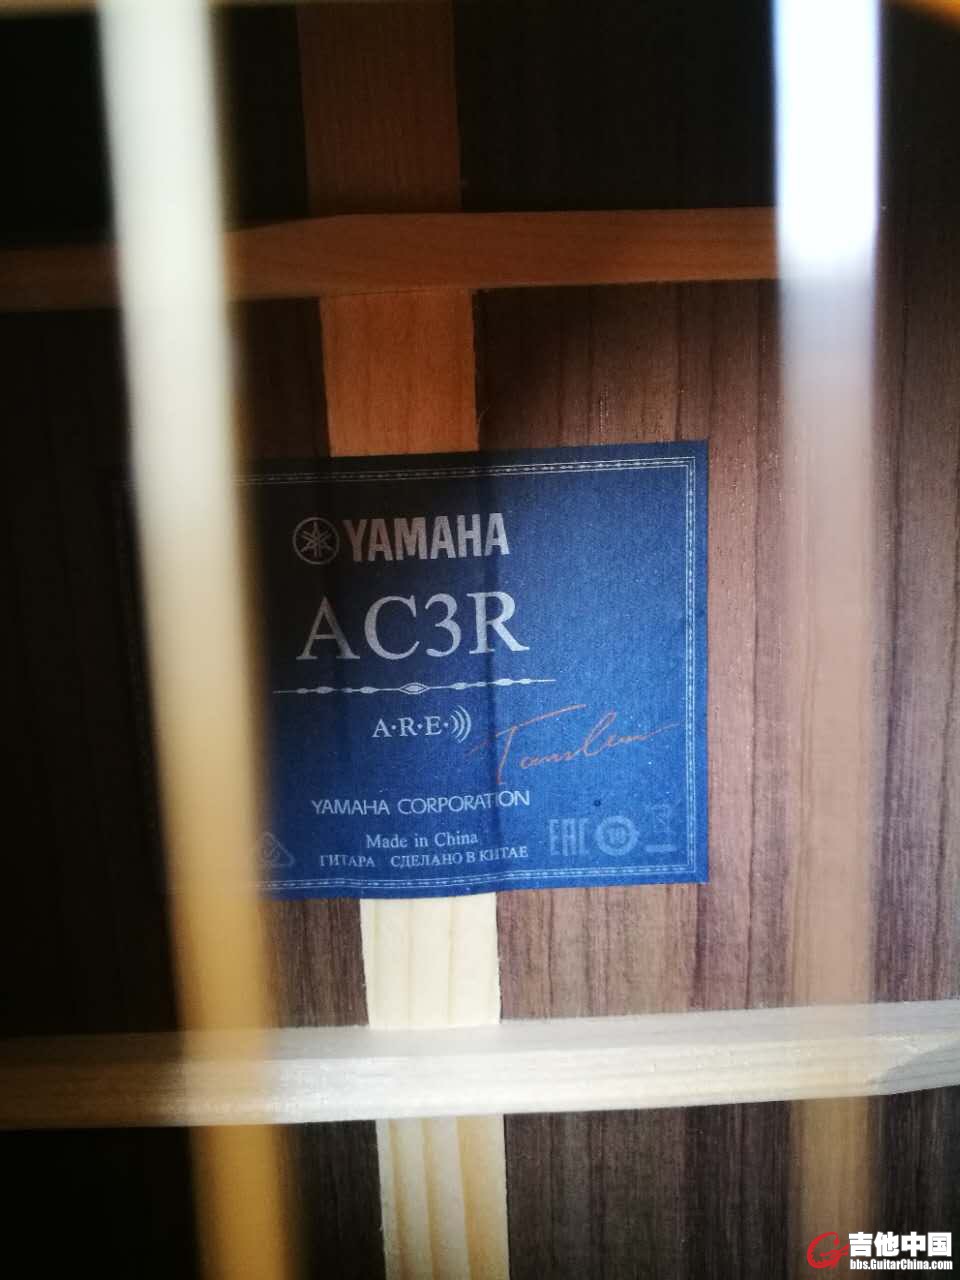 YAMAHA
AC3R
A·R·E·
YAMAHA CORPORATION
Made in China
ГИТАРА СДЕЛАНО В КИТАЕ
EAC
吉他中国
bbs.GuitarChina.com